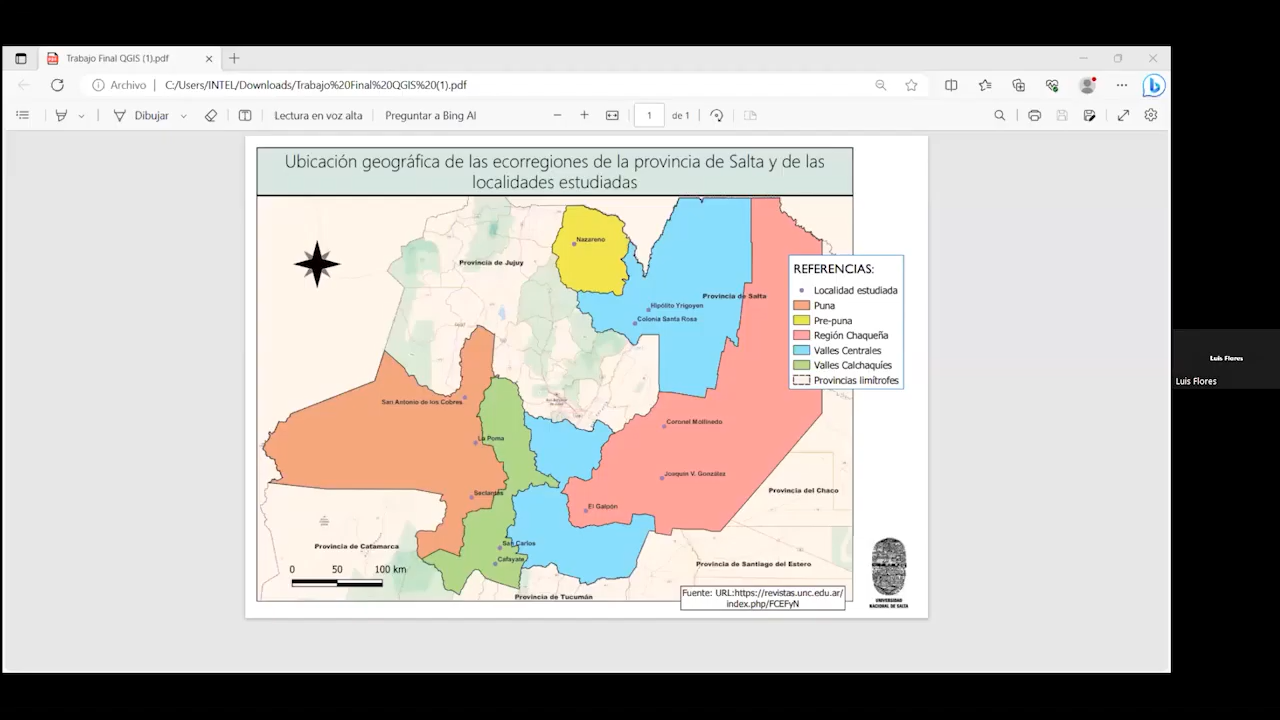 Trabajo Final QGIS (1).pdf
Archivo
C:/Users/INTEL/Downloads/Trabajo%20Final%20QGIS%20(1).pdf
Dibujar
Lectura en voz alta
Preguntar a Bing AI
1
de 1
Ubicación geográfica de las ecorregiones de la provincia de Salta y de las
localidades estudiadas
Nazareno
Provincia de Jujuy
REFERENCIAS:
Localidad estudiada
Puna
Pre-puna
Región Chaqueña
Valles Centrales
Valles Calchaquíes
Provincias limítrofes
Provincia de Salta
Hipólito Yrigoyen
Colonia Santa Rosa
San Antonio de los Cobres
La Poma
Coronel Mollinedo
Joaquín V. González
Seclantás
El Galpón
Provincia del Chaco
San Carlos
Cafayate
Provincia de Catamarca
Provincia de Santiago del Estero
0 50 100 km
Provincia de Tucumán
Fuente: URL:https://revistas.unc.edu.ar/
index.php/FCEFyN
UNIVERSIDAD
NACIONAL DE SALTA
Luis Flores
Luis Flores